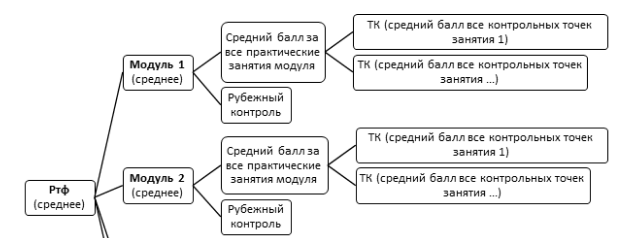 ТК (средний балл все контрольных точек
занятия 1)
Средний балл за
все практические
занятия модуля
ТК (средний балл все контрольных точек
занятия ...)
Модуль 1
(среднее)
Рубежный
контроль
ТК (средний балл все контрольных точек
занятия 1)
Средний балл за
все практические
занятия модуля
ТК (средний балл все контрольных точек
занятия ...)
Модуль 2
(среднее)
Ртф
(среднее)
Рубежный
контроль